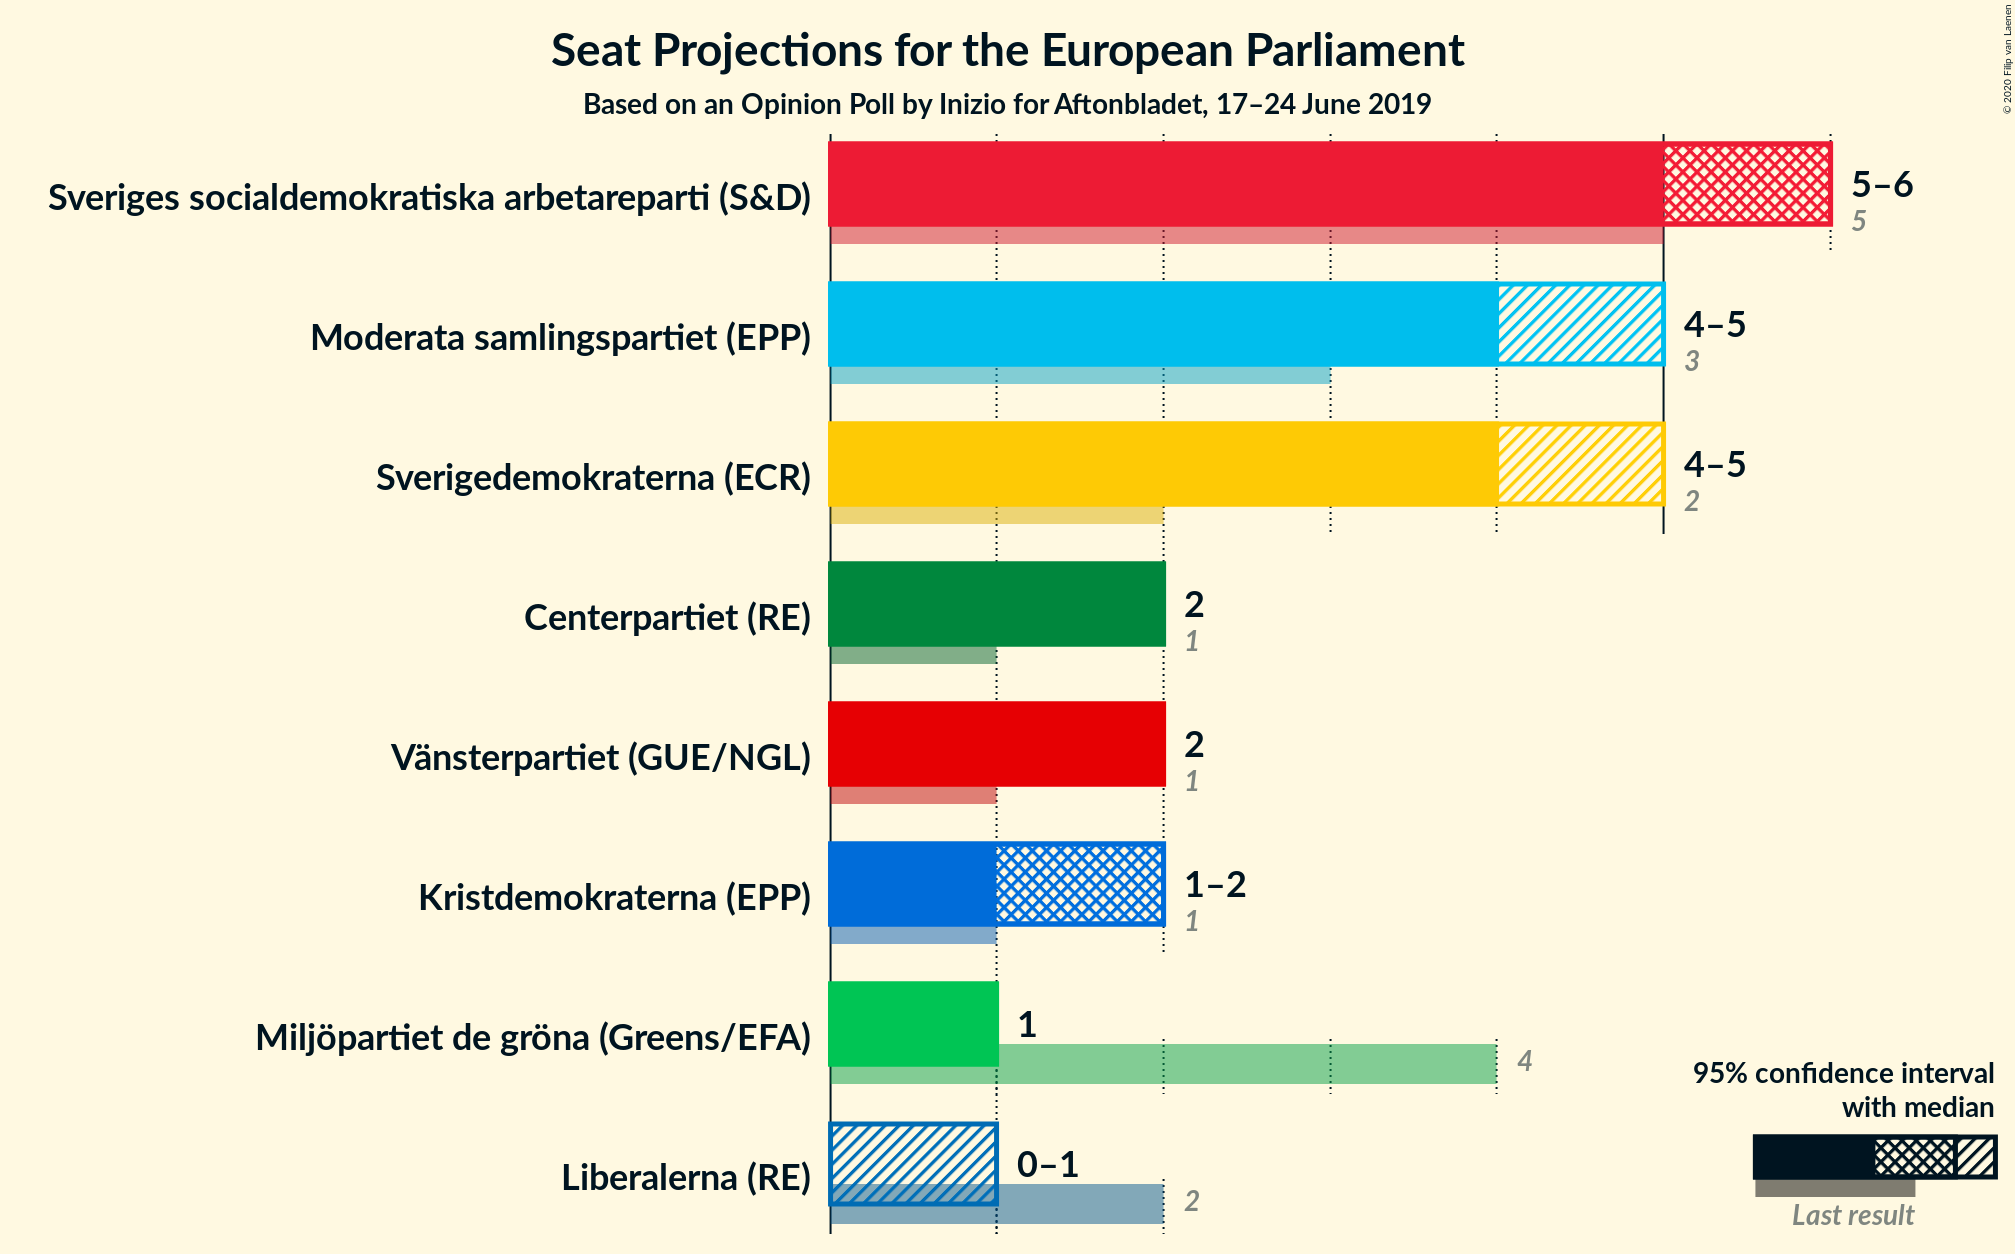 Seat Projections for the European Parliament
Based on an Opinion Poll by Inizio for Aftonbladet, 17–24 June 2019
© 2020 Filip van Laenen
Sveriges socialdemokratiska arbetareparti (S&D)
5–6
5
Moderata samlingspartiet (EPP)
4–5
3
Sverigedemokraterna (ECR)
4–5
2
Centerpartiet (RE)
2
1
Vänsterpartiet (GUE/NGL)
2
1
Kristdemokraterna (EPP)
1–2
1
Miljöpartiet de gröna (Greens/EFA)
1
4
Liberalerna (RE)
0–1
2
95% confidence interval
with median
Last result